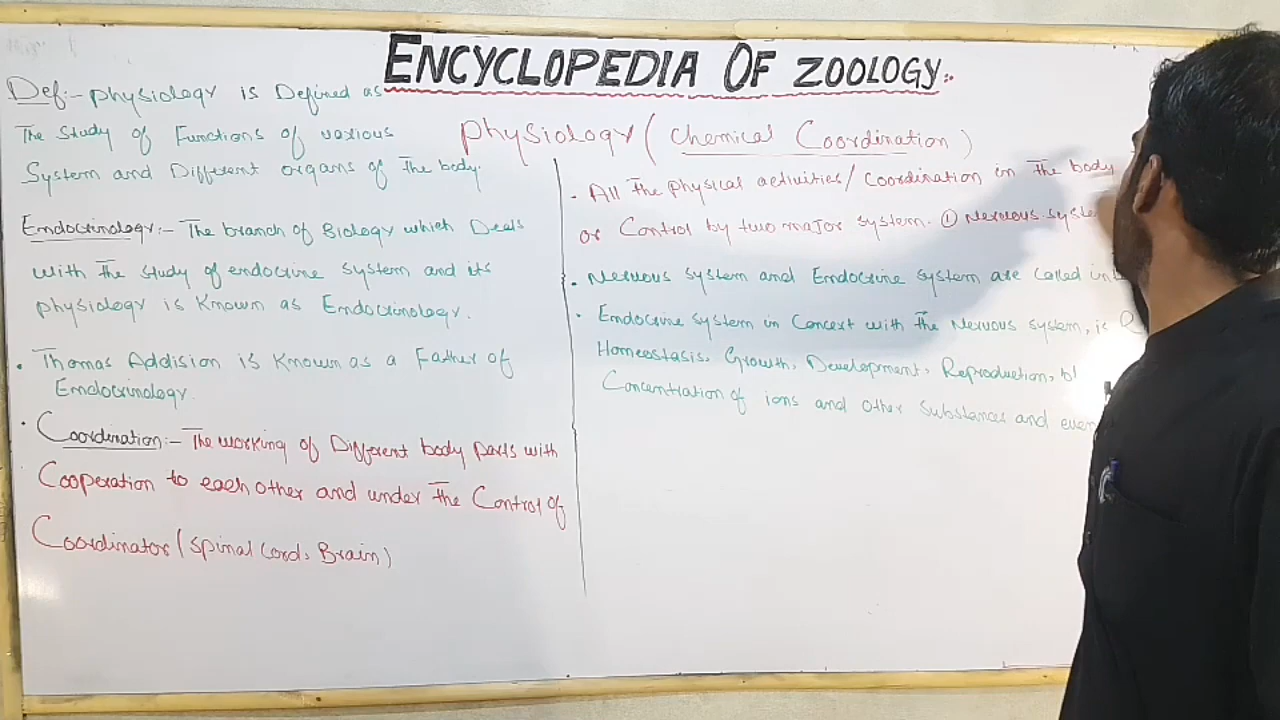 ENCYCLOPEDIA OF ZOOLOGY:.
Physiology (Chemical Coordination)
Def:- Physiology is Defined as
The Study of Functions of various
System and Different organs of The body.
Endocrinology:- The branch of Biology which Deals
with The Study of endocrine system and its
physiology is Known as Endocrinology.
• Thomas Addision is Known as a Father of
Endocrinology.
• Coordination:- The working of Different body parts with
Cooperation to each other and under The Control of
Coordinator (Spinal Cord, Brain)
• All The physical activities/Coordination in The body
or Control by two major system. ① Nervous syste
• Nervous system and Endocrine system are Called in
• Endocrine system in Concert with The Nervous system, is R
Homeostasis, Growth, Development, Reproduction, bl
Concentration of ions and other Substances and even